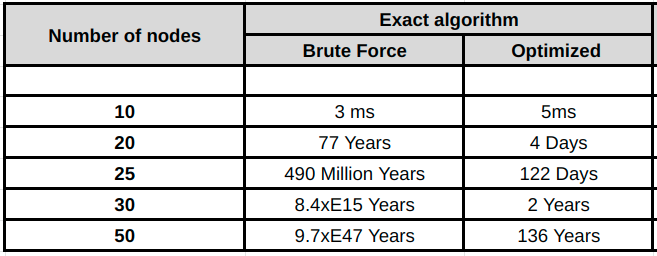 Number of nodes Exact algorithm
Brute Force Optimized
10 3 ms 5ms
20 77 Years 4 Days
25 490 Million Years 122 Days
30 8.4xE15 Years 2 Years
50 9.7xE47 Years 136 Years